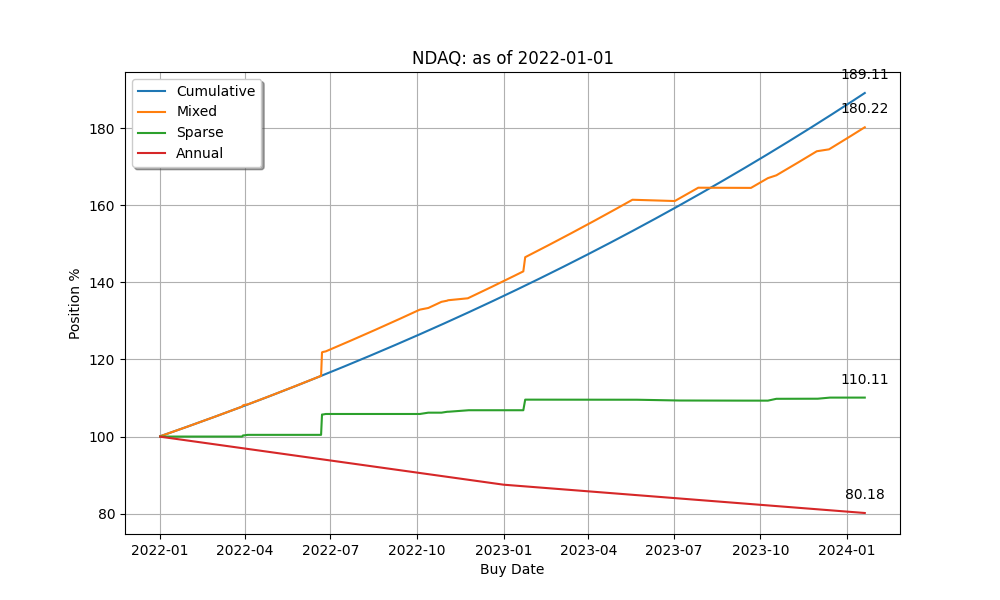 NDAQ: as of 2022-01-01
189.11
Cumulative
Mixed
Sparse
Annual
180.22
180
160
140
120
100
80
Position %
110.11
80.18
2022-01 2022-04 2022-07 2022-10 2023-01 2023-04 2023-07 2023-10 2024-01
Buy Date